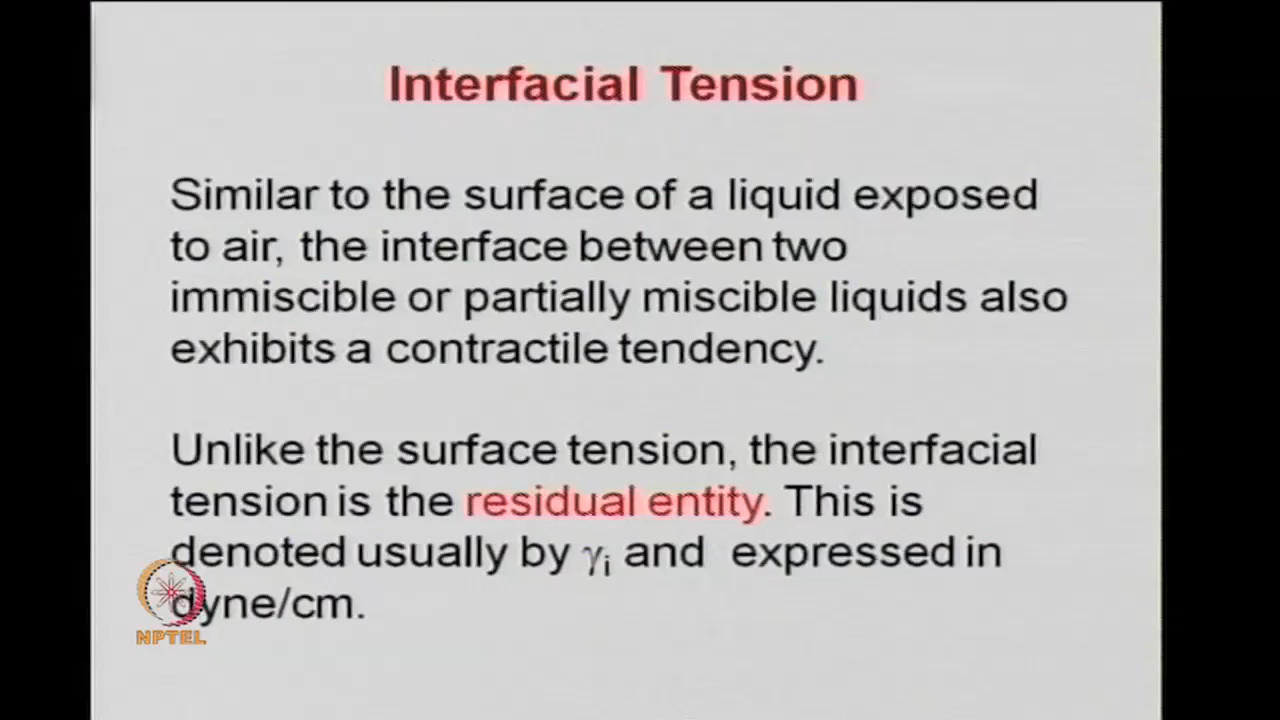 Interfacial Tension
Similar to the surface of a liquid exposed
to air, the interface between two
immiscible or partially miscible liquids also
exhibits a contractile tendency.
Unlike the surface tension, the interfacial
tension is the residual entity. This is
denoted usually by γi and expressed in
dyne/cm.
NPTEL